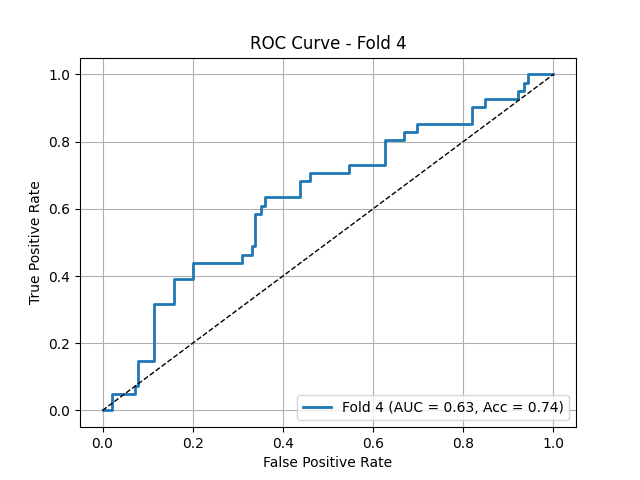 ROC Curve - Fold 4
True Positive Rate
1.0
0.8
0.6
0.4
0.2
0.0
Fold 4 (AUC = 0.63, Acc = 0.74)
0.0 0.2 0.4 0.6 0.8 1.0
False Positive Rate